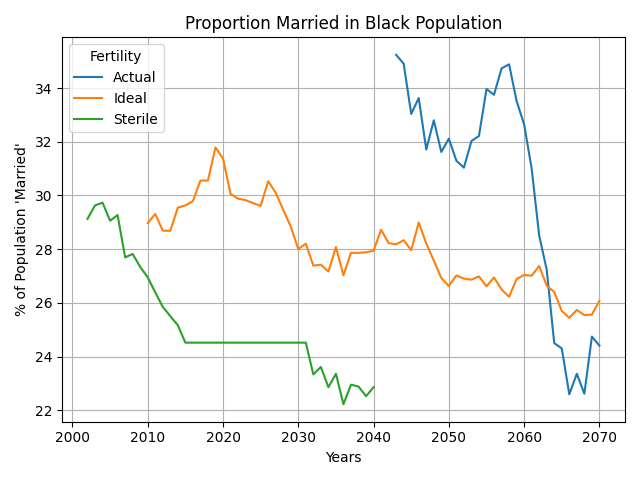 Proportion Married in Black Population
Fertility
Actual
Ideal
Sterile
% of Population 'Married'
34
32
30
28
26
24
22
2000 2010 2020 2030 2040 2050 2060 2070
Years